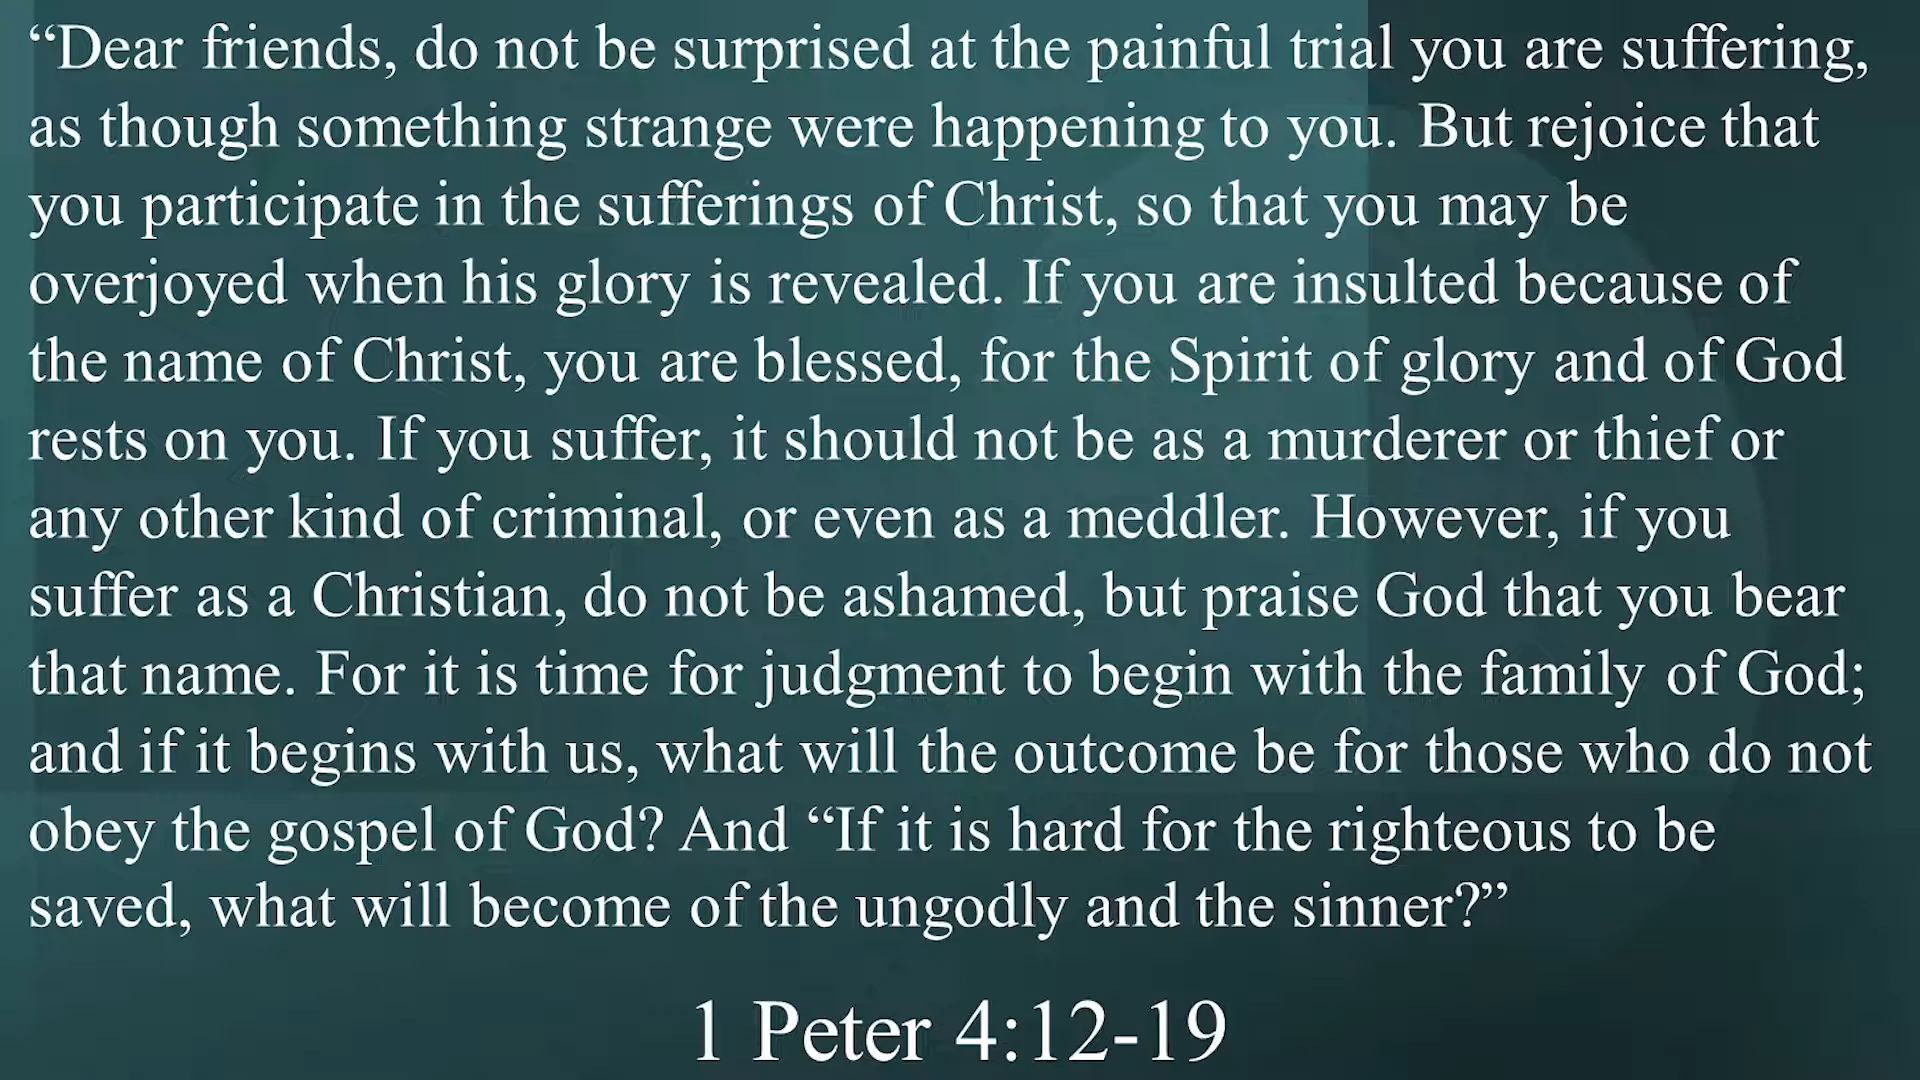 “Dear friends, do not be surprised at the painful trial you are suffering,
as though something strange were happening to you. But rejoice that
you participate in the sufferings of Christ, so that you may be
overjoyed when his glory is revealed. If you are insulted because of
the name of Christ, you are blessed, for the Spirit of glory and of God
rests on you. If you suffer, it should not be as a murderer or thief or
any other kind of criminal, or even as a meddler. However, if you
suffer as a Christian, do not be ashamed, but praise God that you bear
that name. For it is time for judgment to begin with the family of God;
and if it begins with us, what will the outcome be for those who do not
obey the gospel of God? And “If it is hard for the righteous to be
saved, what will become of the ungodly and the sinner?”
1 Peter 4:12-19